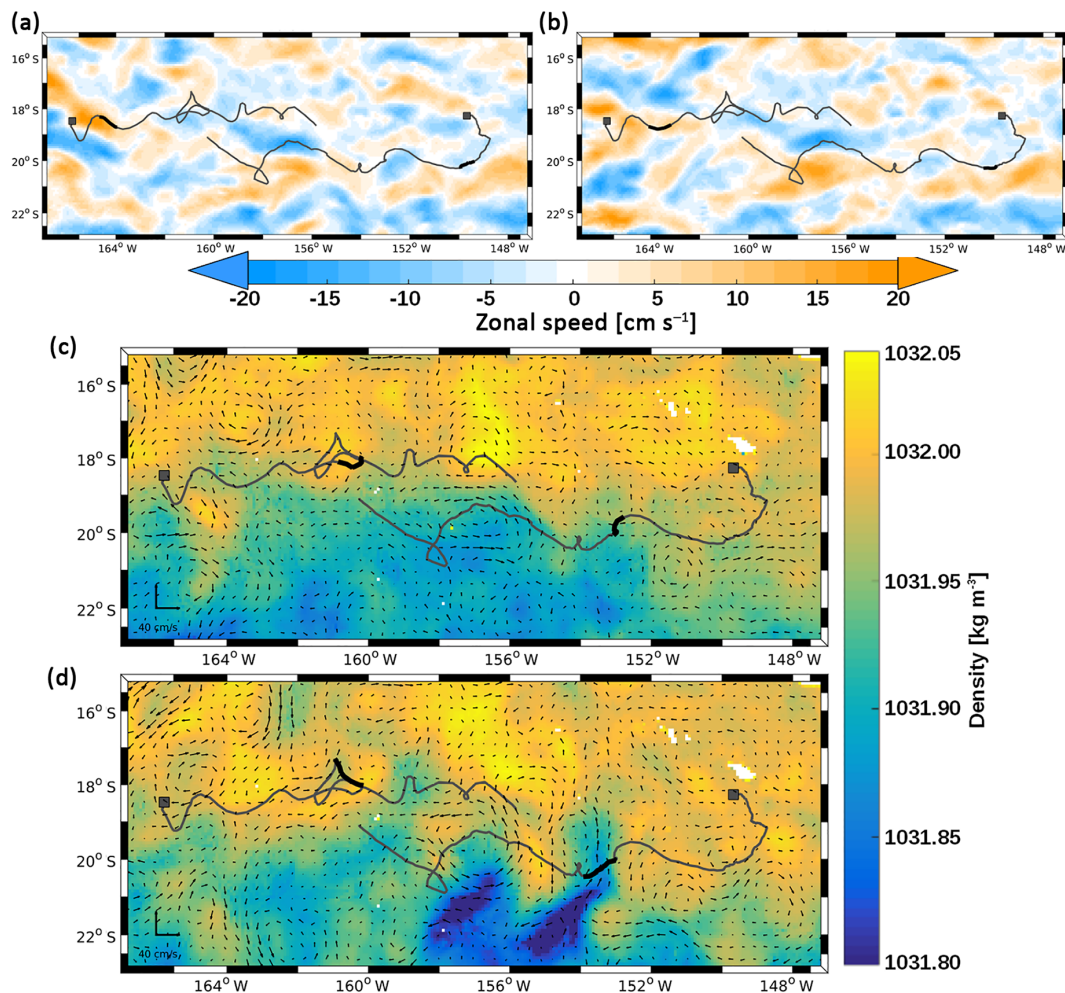 (a)
(b)
16° S
18° S
20° S
22° S
164° W
160° W
156° W
152° W
148° W
16° S
18° S
20° S
22° S
164° W
160° W
156° W
152° W
148° W
-20
-15
-10
-5
0
5
10
15
20
Zonal speed [cm s⁻¹]
(c)
16° S
18° S
20° S
22° S
40 cm/s
164° W
160° W
156° W
152° W
148° W
(d)
16° S
18° S
20° S
22° S
40 cm/s
164° W
160° W
156° W
152° W
148° W
1032.05
1032.00
1031.95
1031.90
1031.85
1031.80
Density [kg m⁻³]